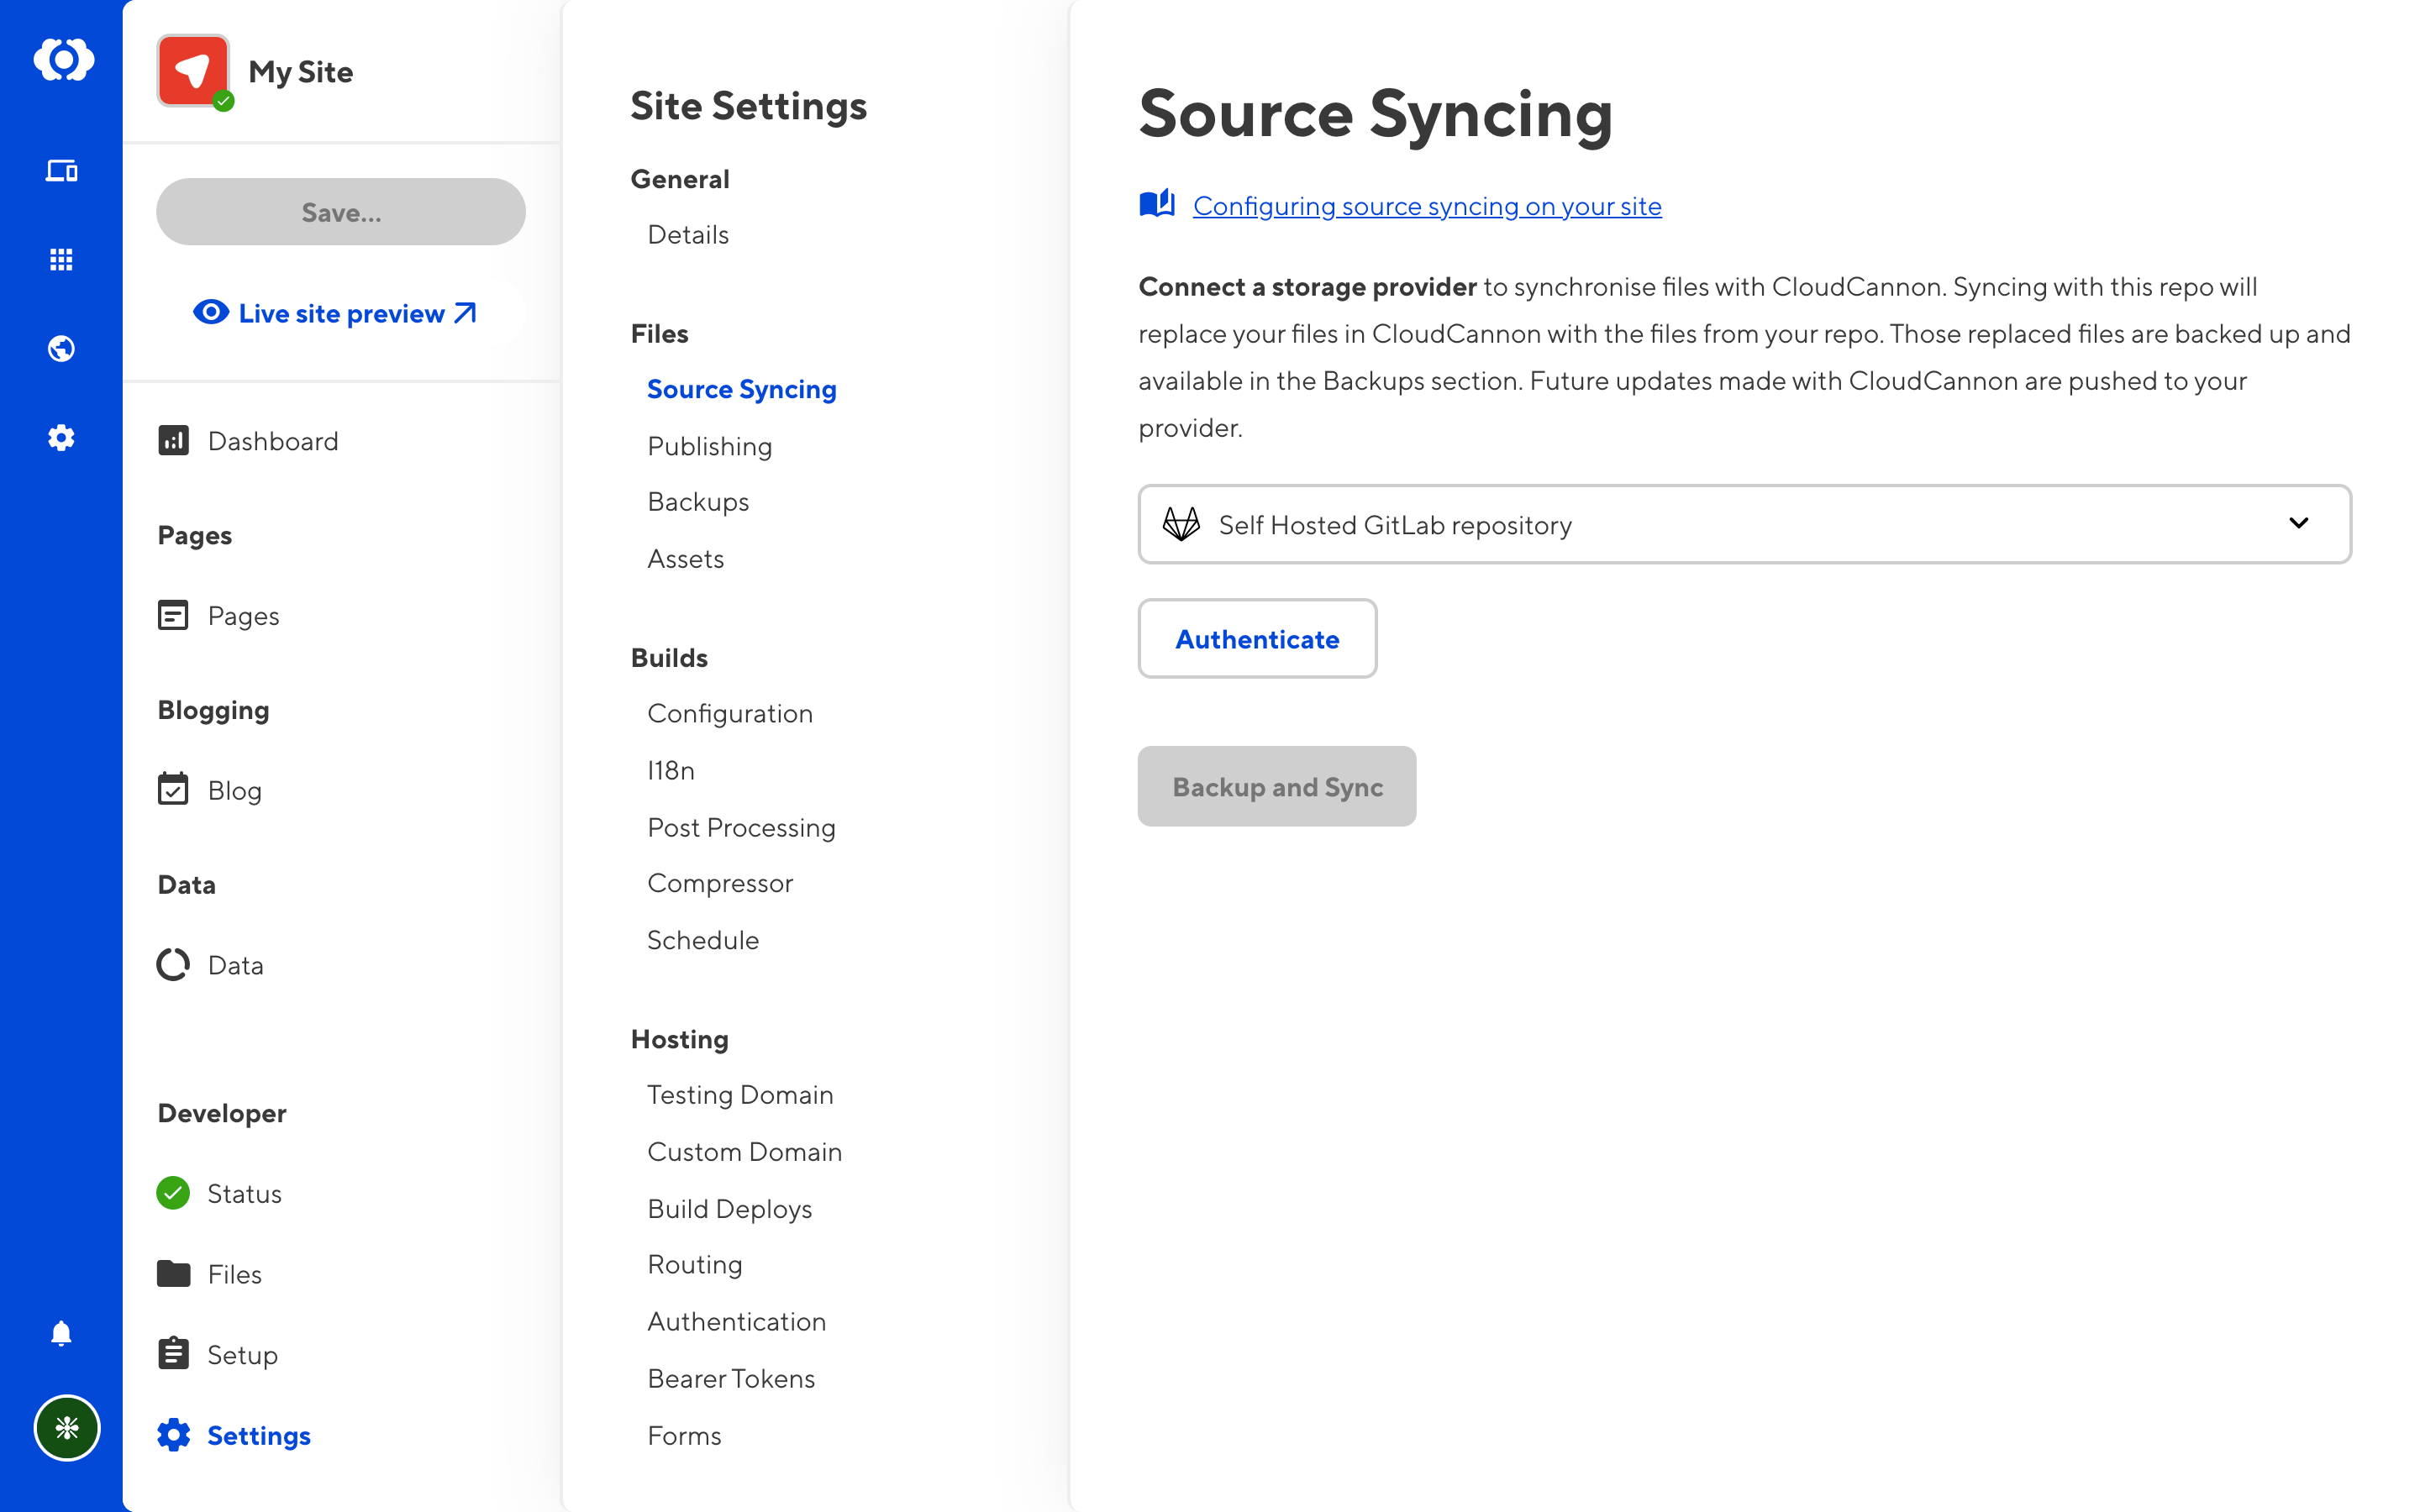 My Site
Save...
Live site preview
Dashboard
Pages
Pages
Blogging
Blog
Data
Data
Developer
Status
Files
Setup
Settings
Site Settings
General
Details
Files
Source Syncing
Publishing
Backups
Assets
Builds
Configuration
I18n
Post Processing
Compressor
Schedule
Hosting
Testing Domain
Custom Domain
Build Deploys
Routing
Authentication
Bearer Tokens
Forms
Source Syncing
Configuring source syncing on your site
Connect a storage provider to synchronise files with CloudCannon. Syncing with this repo will
replace your files in CloudCannon with the files from your repo. Those replaced files are backed up and
available in the Backups section. Future updates made with CloudCannon are pushed to your
provider.
Self Hosted GitLab repository
Authenticate
Backup and Sync